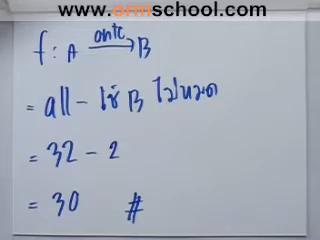 www.ormschool.com
f : A onto→ B
= all - ใช้ B ไม่หมด
= 32 - 2
= 30 #